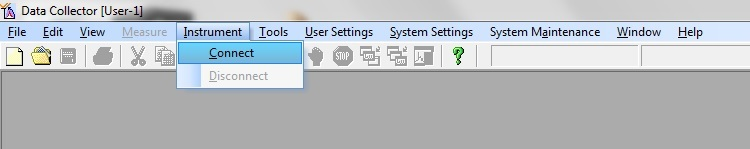 Data Collector [User-1]
File Edit View Measure Instrument Tools User Settings System Settings System Maintenance Window Help
Connect
STOP ?
Disconnect